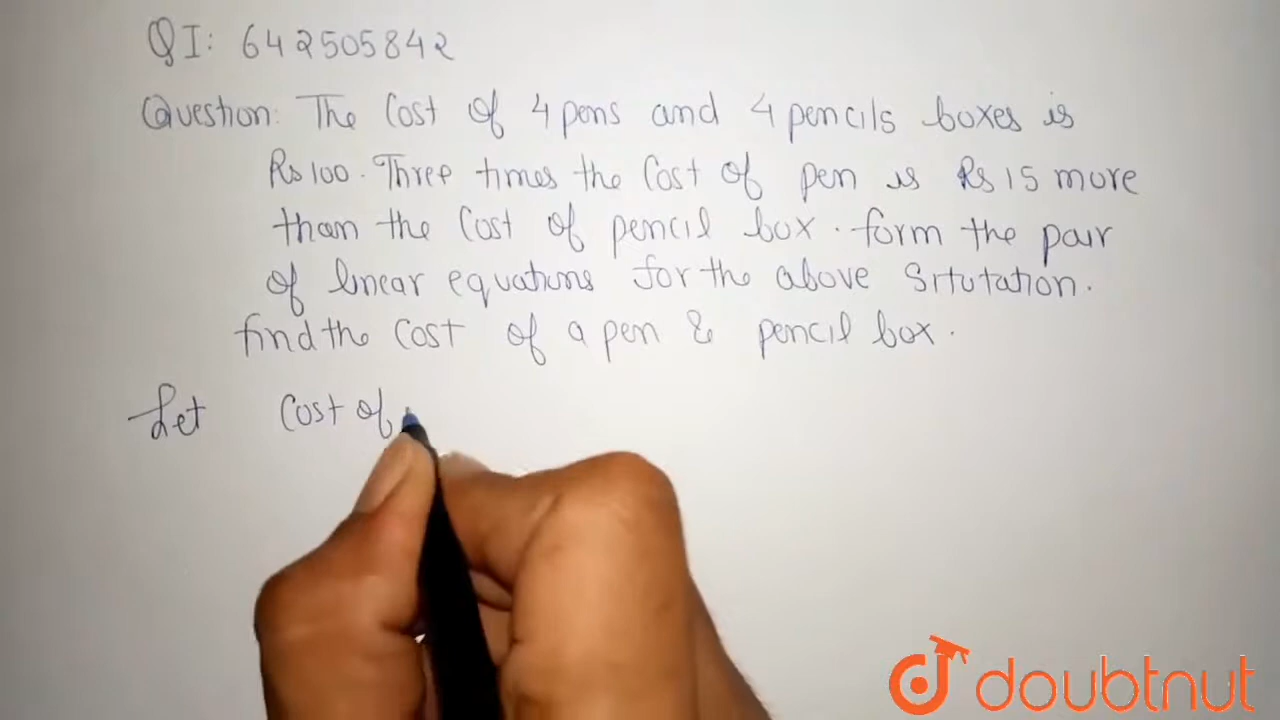 QI: 642505842
Question: The Cost of 4 pens and 4 pencils boxes is
Rs 100. Three times the Cost of pen is Rs 15 more
than the Cost of pencil box. form the pair
of linear equations for the above Situtation.
find the Cost of a pen & pencil box.
Let Cost of
doubtnut